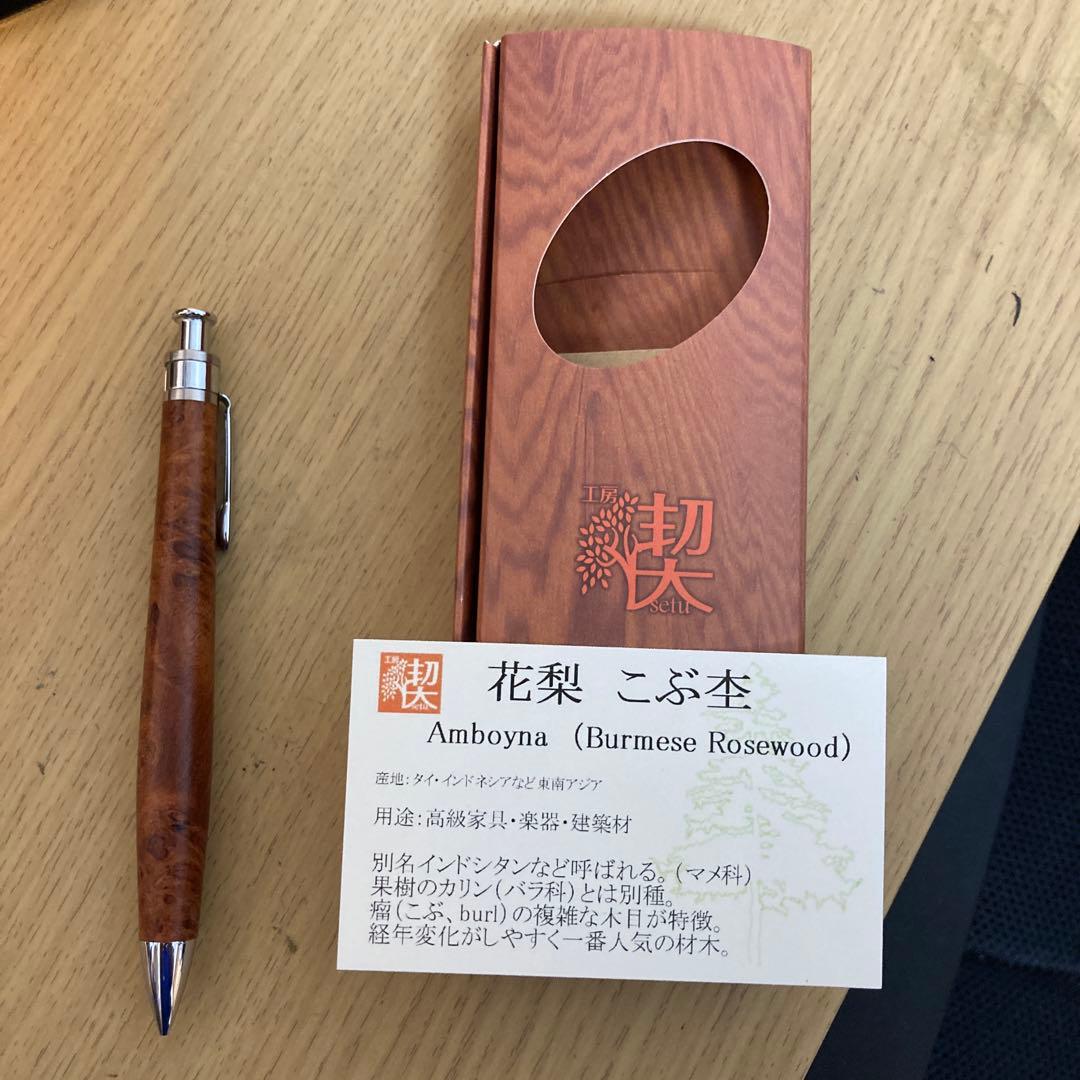 工房
契
setu
工房
契
setu
花梨 こぶ杢
Amboyna （Burmese Rosewood）
産地：タイ・インドネシアなど東南アジア
用途：高級家具・楽器・建築材
別名インドシタンなど呼ばれる。（マメ科）
果樹のカリン（バラ科）とは別種。
瘤（こぶ、burl）の複雑な木目が特徴。
経年変化がしやすく一番人気の材木。